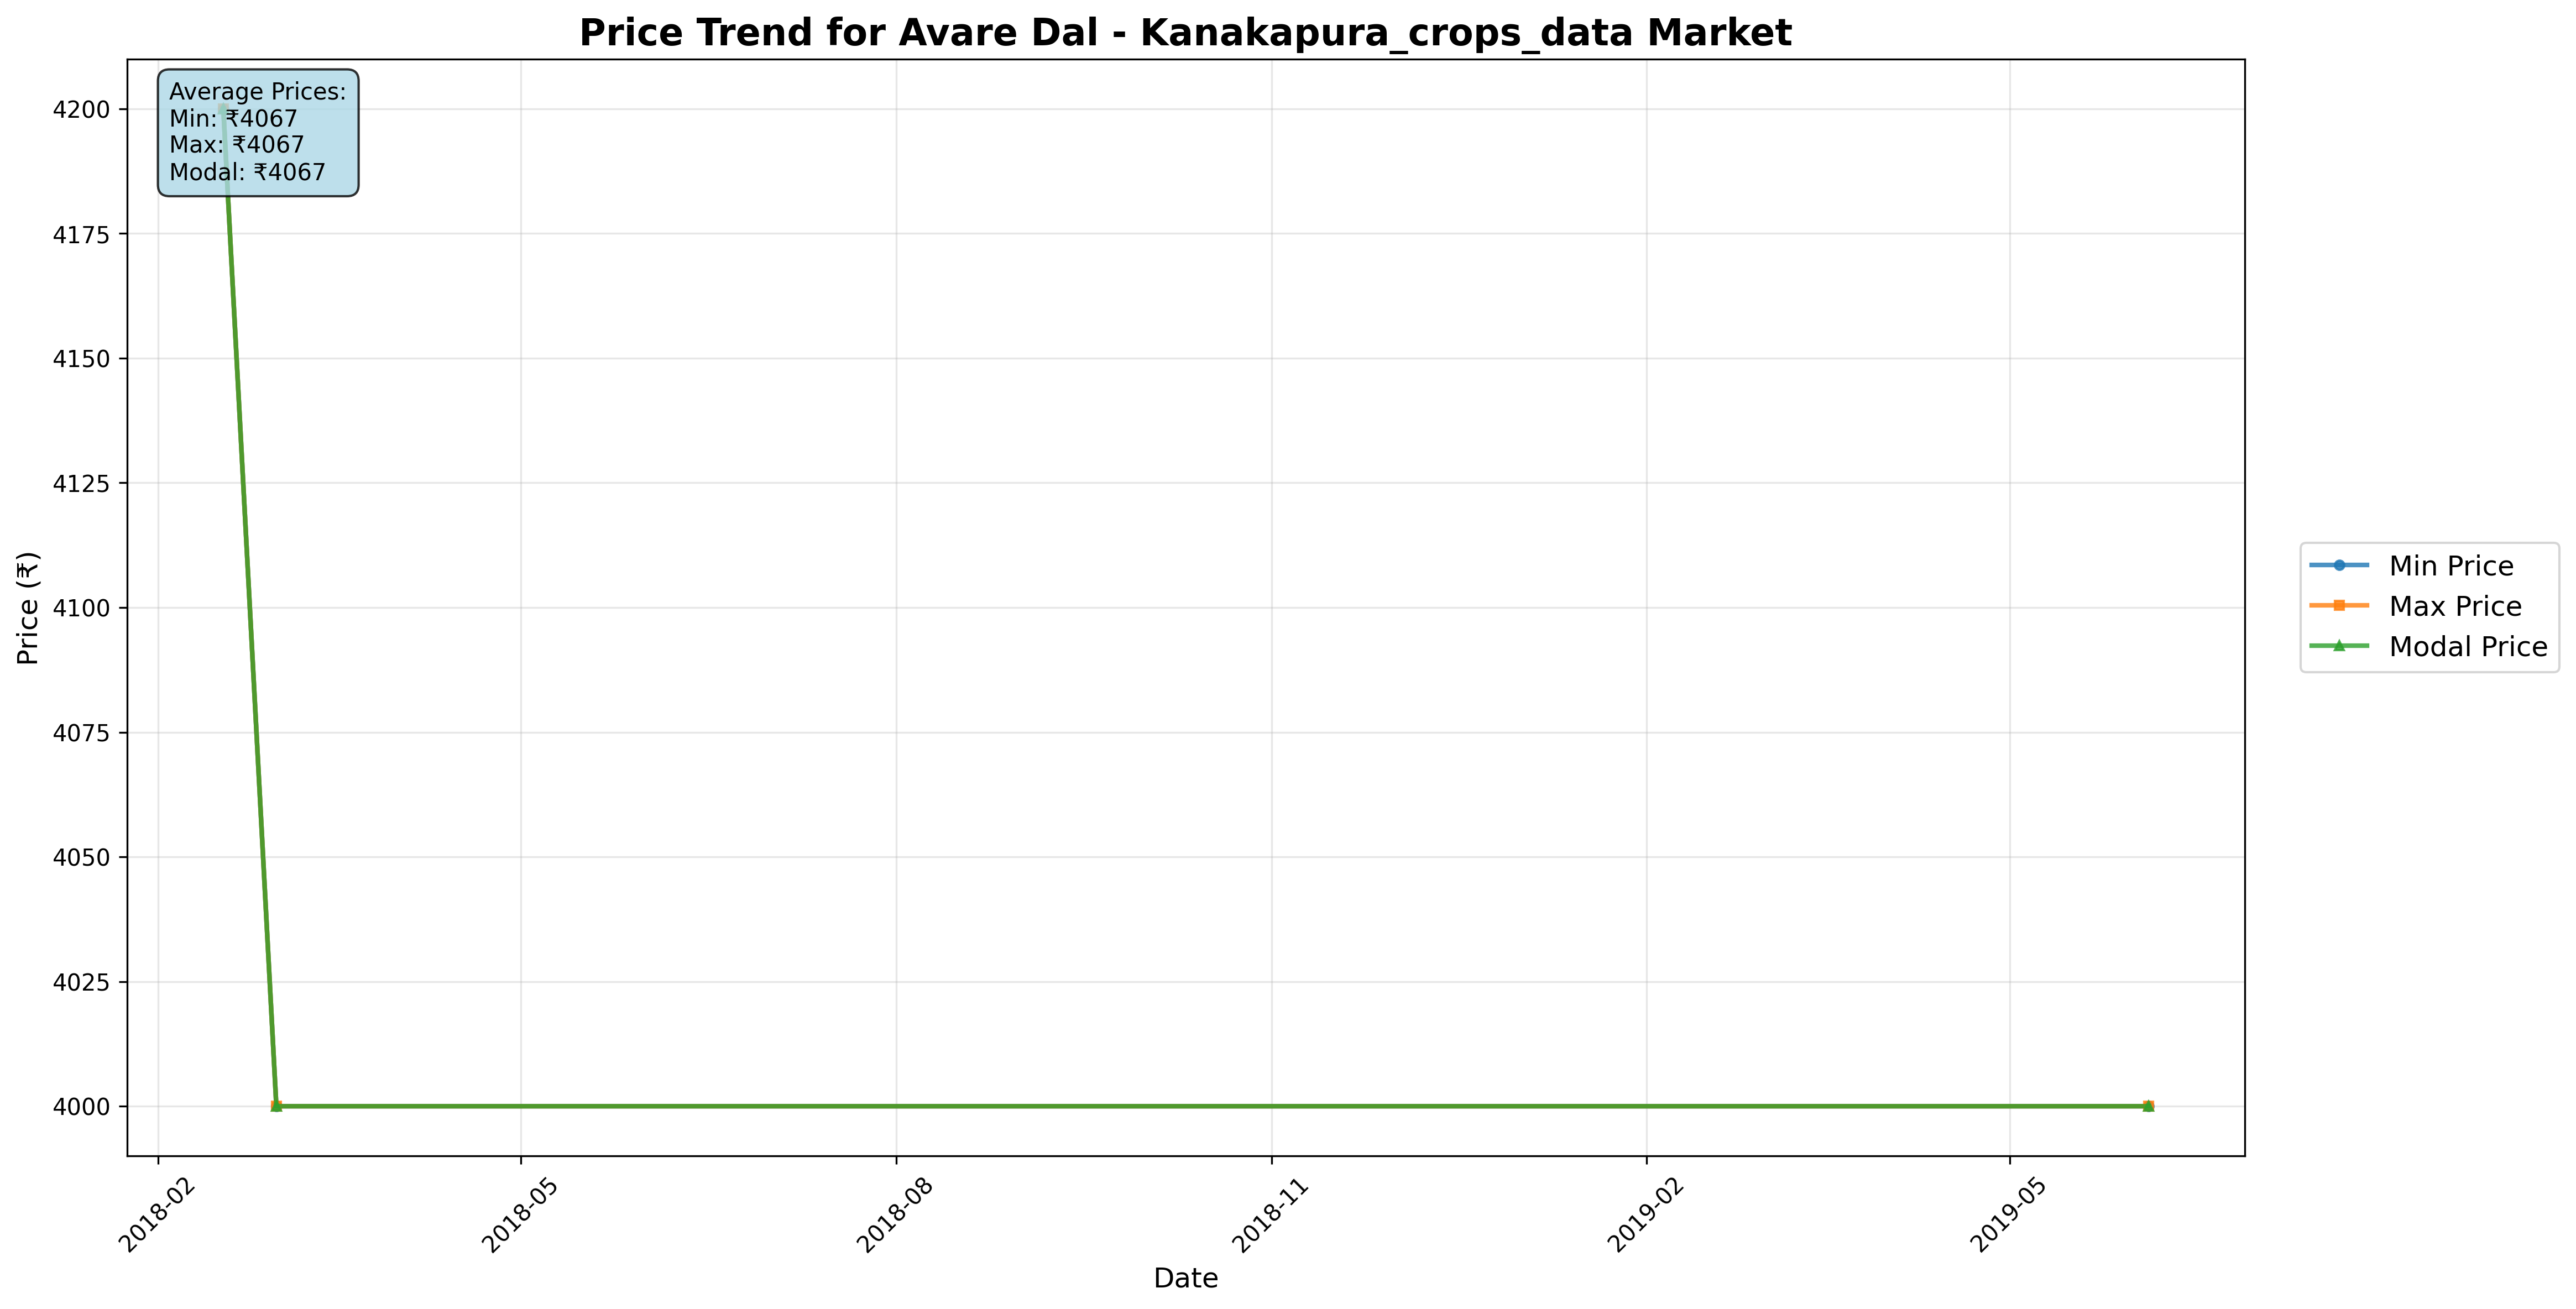 Price Trend for Avare Dal - Kanakapura_crops_data Market
Average Prices:
Min: ₹4067
Max: ₹4067
Modal: ₹4067
Price (₹)
4200
4175
4150
4125
4100
4075
4050
4025
4000
2018-02
2018-05
2018-08
2018-11
2019-02
2019-05
Date
Min Price
Max Price
Modal Price